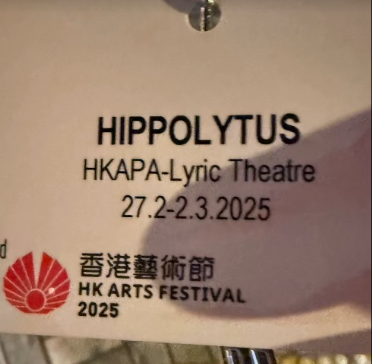 HIPPOLYTUS
HKAPA-Lyric Theatre
27.2-2.3.2025
d
香港藝術節
HK ARTS FESTIVAL
2025